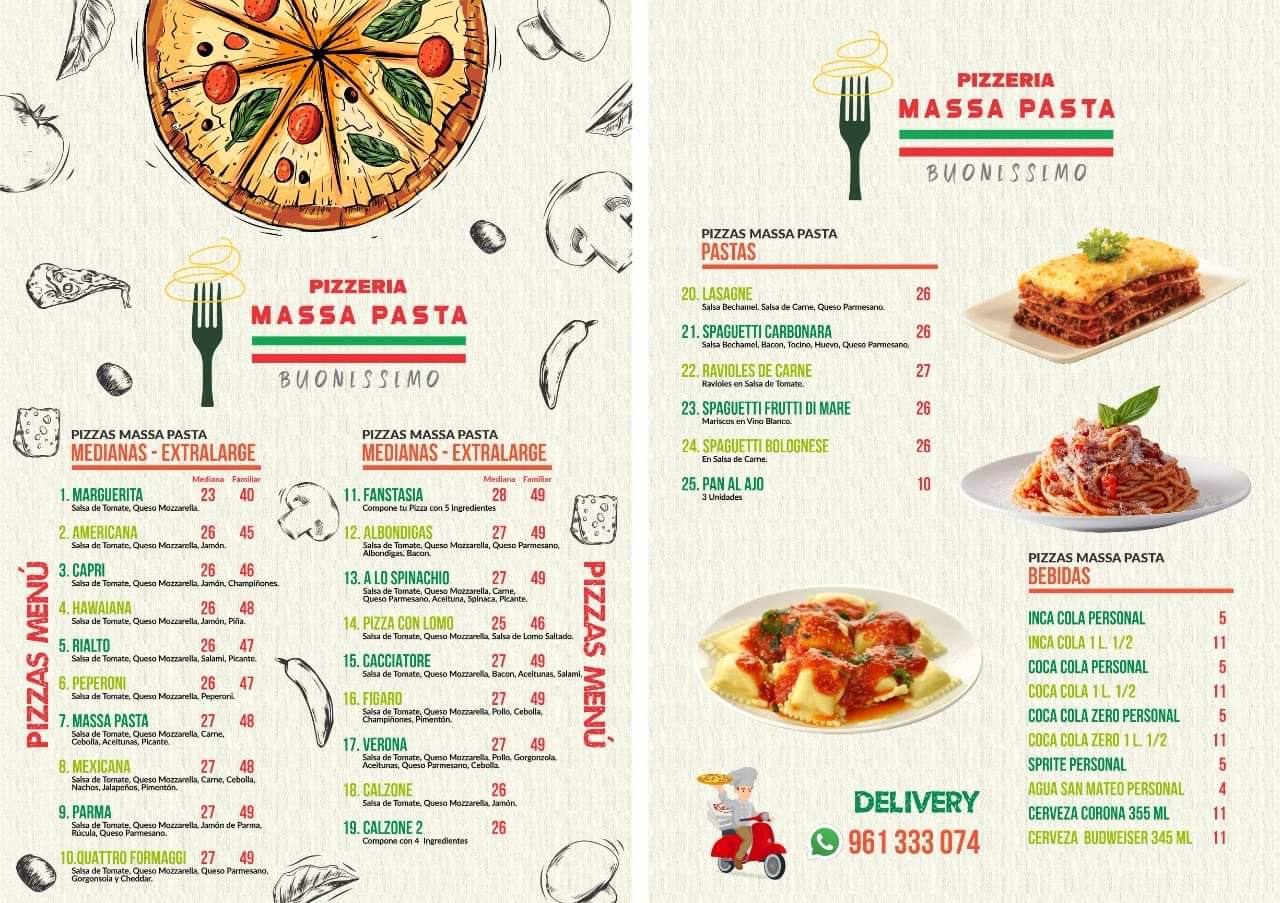 PIZZERIA
MASSA PASTA
BUONISSIMO
PIZZAS MENÚ
PIZZAS MASSA PASTA
MEDIANAS - EXTRALARGE
Mediana Familiar
1. MARGUERITA 23 40
Salsa de Tomate, Queso Mozzarella.
2. AMERICANA 26 45
Salsa de Tomate, Queso Mozzarella, Jamón.
3. CAPRI 26 46
Salsa de Tomate, Queso Mozzarella, Jamón, Champiñones.
4. HAWAIANA 26 48
Salsa de Tomate, Queso Mozzarella, Jamón, Piña.
5. RIALTO 26 47
Salsa de Tomate, Queso Mozzarella, Salami, Picante.
6. PEPERONI 26 47
Salsa de Tomate, Queso Mozzarella, Peperoni.
7. MASSA PASTA 27 48
Salsa de Tomate, Queso Mozzarella, Carne,
Cebolla, Aceitunas, Picante.
8. MEXICANA 27 48
Salsa de Tomate, Queso Mozzarella, Carne, Cebolla,
Nachos, Jalapeños, Pimentón.
9. PARMA 27 49
Salsa de Tomate, Queso Mozzarella, Jamón de Parma,
Rúcula, Queso Parmesano.
10.QUATTRO FORMAGGI 27 49
Salsa de Tomate, Queso Mozzarella, Queso Parmesano,
Gorgonsola y Cheddar.
PIZZAS MASSA PASTA
MEDIANAS - EXTRALARGE
Mediana Familiar
11. FANSTASIA 28 49
Compone tu Pizza con 5 Ingredientes
12. ALBONDIGAS 27 49
Salsa de Tomate, Queso Mozzarella, Queso Parmesano,
Albondigas, Bacon.
13. A LO SPINACHIO 27 49
Salsa de Tomate, Queso Mozzarella, Carne,
Queso Parmesano, Aceituna, Spinaca, Picante.
14. PIZZA CON LOMO 25 46
Salsa de Tomate, Queso Mozzarella, Salsa de Lomo Saltado.
15. CACCIATORE 27 49
Salsa de Tomate, Queso Mozzarella, Bacon, Aceitunas, Salami.
16. FIGARO 27 49
Salsa de Tomate, Queso Mozzarella, Pollo, Cebolla,
Champiñones, Pimentón.
17. VERONA 27 49
Salsa de Tomate, Queso Mozzarella, Pollo, Gorgonzola,
Aceitunas, Queso Parmesano, Cebolla.
18. CALZONE 26
Salsa de Tomate, Queso Mozzarella, Jamón.
19. CALZONE 2 26
Compone con 4 Ingredientes
PIZZAS MENÚ
PIZZERIA
MASSA PASTA
BUONISSIMO
PIZZAS MASSA PASTA
PASTAS
20. LASAGNE 26
Salsa Bechamel, Salsa de Carne, Queso Parmesano.
21. SPAGUETTI CARBONARA 26
Salsa Bechamel, Bacon, Tocino, Huevo, Queso Parmesano.
22. RAVIOLES DE CARNE 27
Ravioles en Salsa de Tomate.
23. SPAGUETTI FRUTTI DI MARE 26
Mariscos en Vino Blanco.
24. SPAGUETTI BOLOGNESE 26
En Salsa de Carne.
25. PAN AL AJO 10
3 Unidades
PIZZAS MASSA PASTA
BEBIDAS
INCA COLA PERSONAL 5
INCA COLA 1 L. 1/2 11
COCA COLA PERSONAL 5
COCA COLA 1 L. 1/2 11
COCA COLA ZERO PERSONAL 5
COCA COLA ZERO 1 L. 1/2 11
SPRITE PERSONAL 5
AGUA SAN MATEO PERSONAL 4
CERVEZA CORONA 355 ML 11
CERVEZA BUDWEISER 345 ML 11
DELIVERY
961 333 074